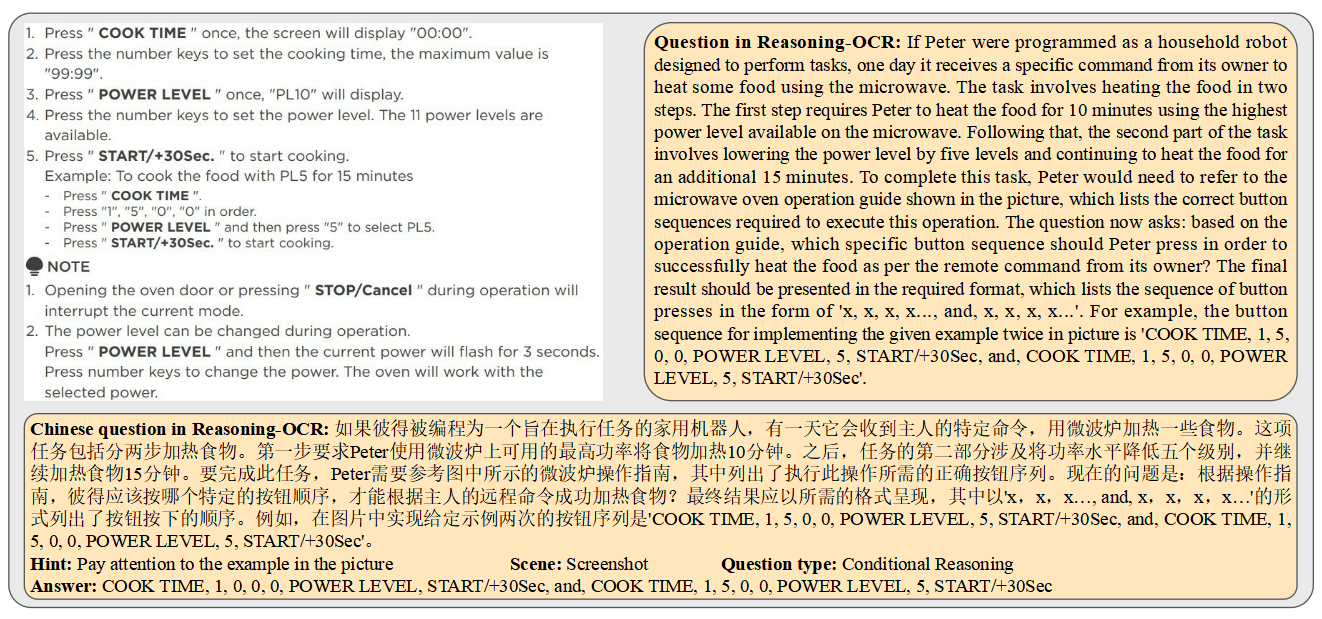 1. Press " COOK TIME " once, the screen will display "00:00".
2. Press the number keys to set the cooking time, the maximum value is
"99:99".
3. Press " POWER LEVEL " once, "PL10" will display.
4. Press the number keys to set the power level. The 11 power levels are
available.
5. Press " START/+30Sec. " to start cooking.
Example: To cook the food with PL5 for 15 minutes
- Press " COOK TIME ".
- Press "1", "5", "0", "0" in order.
- Press " POWER LEVEL " and then press "5" to select PL5.
- Press " START/+30Sec. " to start cooking.
NOTE
1. Opening the oven door or pressing " STOP/Cancel " during operation will
interrupt the current mode.
2. The power level can be changed during operation.
Press " POWER LEVEL " and then the current power will flash for 3 seconds.
Press number keys to change the power. The oven will work with the
selected power.
Question in Reasoning-OCR: If Peter were programmed as a household robot
designed to perform tasks, one day it receives a specific command from its owner to
heat some food using the microwave. The task involves heating the food in two
steps. The first step requires Peter to heat the food for 10 minutes using the highest
power level available on the microwave. Following that, the second part of the task
involves lowering the power level by five levels and continuing to heat the food for
an additional 15 minutes. To complete this task, Peter would need to refer to the
microwave oven operation guide shown in the picture, which lists the correct button
sequences required to execute this operation. The question now asks: based on the
operation guide, which specific button sequence should Peter press in order to
successfully heat the food as per the remote command from its owner? The final
result should be presented in the required format, which lists the sequence of button
presses in the form of 'x, x, x, x..., and, x, x, x, x...'. For example, the button
sequence for implementing the given example twice in picture is 'COOK TIME, 1, 5,
0, 0, POWER LEVEL, 5, START/+30Sec, and, COOK TIME, 1, 5, 0, 0, POWER
LEVEL, 5, START/+30Sec'.
Chinese question in Reasoning-OCR: 如果彼得被编程为一个旨在执行任务的家用机器人，有一天它会收到主人的特定命令，用微波炉加热一些食物。这项
任务包括分两步加热食物。第一步要求Peter使用微波炉上可用的最高功率将食物加热10分钟。之后，任务的第二部分涉及将功率水平降低五个级别，并继
续加热食物15分钟。要完成此任务，Peter需要参考图中所示的微波炉操作指南，其中列出了执行此操作所需的正确按钮序列。现在的问题是：根据操作指
南，彼得应该按哪个特定的按钮顺序，才能根据主人的远程命令成功加热食物？最终结果应以所需的格式呈现，其中以'x，x，x..., and, x，x，x，x...'的形
式列出了按钮按下的顺序。例如，在图片中实现给定示例两次的按钮序列是'COOK TIME, 1, 5, 0, 0, POWER LEVEL, 5, START/+30Sec, and, COOK TIME, 1,
5, 0, 0, POWER LEVEL, 5, START/+30Sec'。
Hint: Pay attention to the example in the picture Scene: Screenshot Question type: Conditional Reasoning
Answer: COOK TIME, 1, 0, 0, 0, POWER LEVEL, START/+30Sec, and, COOK TIME, 1, 5, 0, 0, POWER LEVEL, 5, START/+30Sec